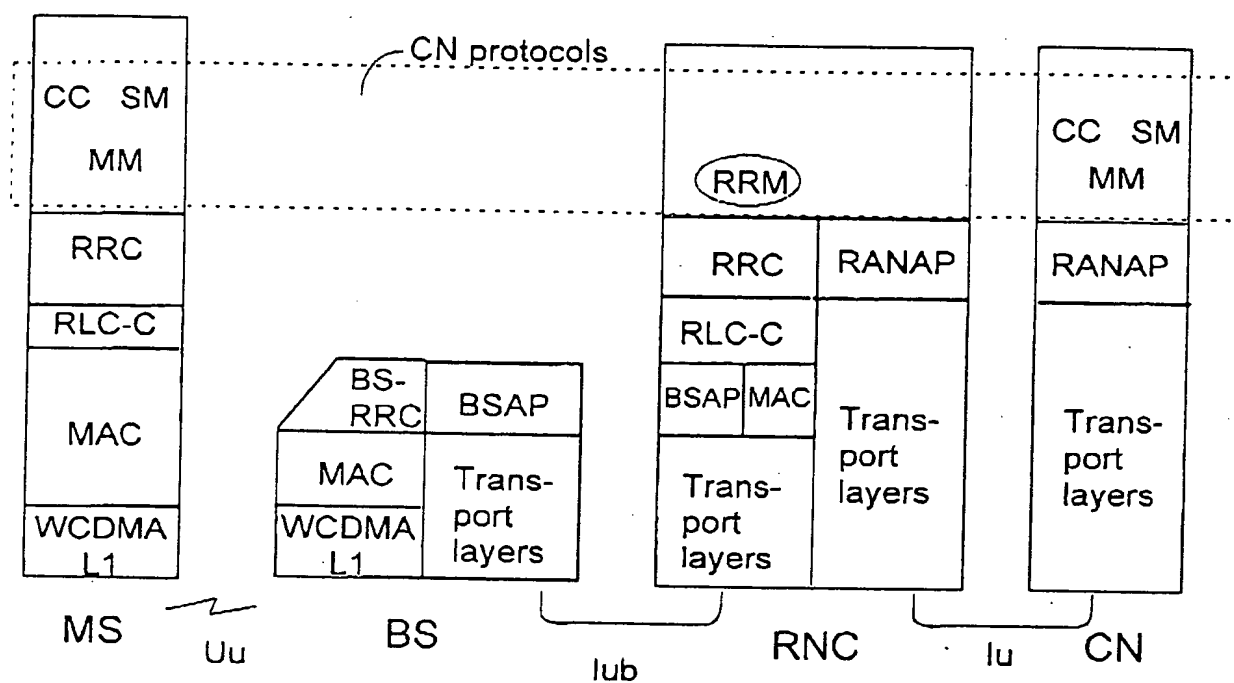 CN protocols
CC SM
MM
RRC
RLC-C
MAC
WCDMA
L1
MS
Uu
BS-
RRC
BSAP
MAC
Trans-
port
layers
WCDMA
L1
BS
Iub
RRM
RRC
RANAP
RLC-C
BSAP
MAC
Trans-
port
layers
Trans-
port
layers
RNC
Iu
CC SM
MM
RANAP
Trans-
port
layers
CN